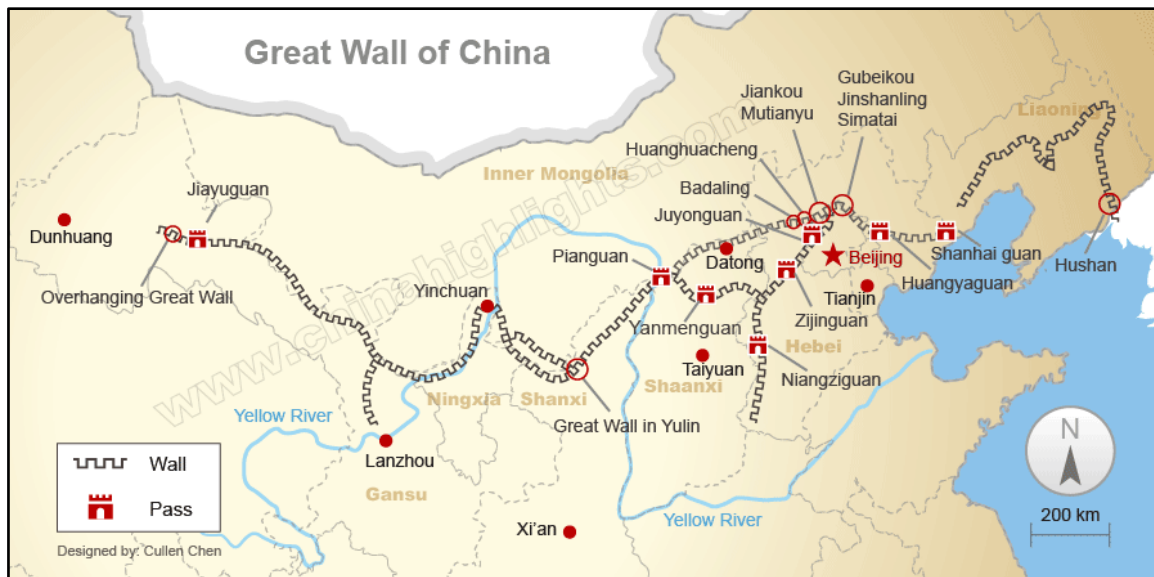 Great Wall of China
Gubeikou
Jinshanling
Simatai
Jiankou
Mutianyu
Liaoning
Huanghuacheng
Inner Mongolia
Jiayuguan
Badaling
Juyonguan
Dunhuang
Pianguan
Datong
Beijing
Shanhai guan
Hushan
Overhanging Great Wall
Yinchuan
Huangyaguan
Tianjin
Yanmenguan
Zijinguan
Hebei
Taiyuan
Niangziguan
Shaanxi
Ningxia
Shanxi
Great Wall in Yulin
Yellow River
Lanzhou
Gansu
Wall
Pass
Xi'an
Yellow River
N
200 km
Designed by: Cullen Chen
www.chinahighlights.com